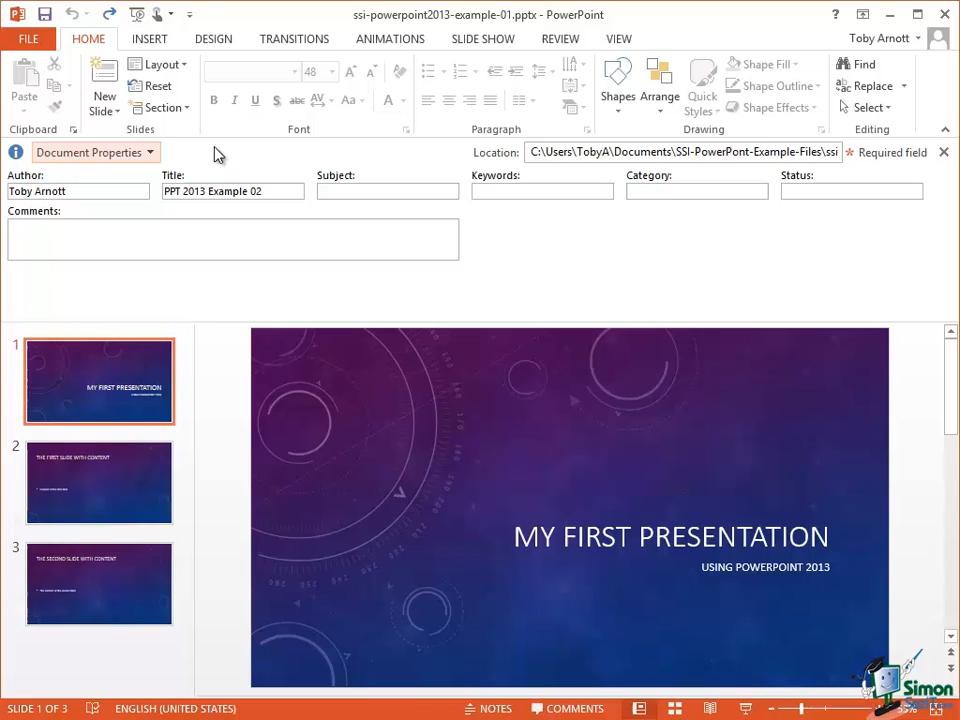 ssi-powerpoint2013-example-01.pptx - PowerPoint
FILE HOME INSERT DESIGN TRANSITIONS ANIMATIONS SLIDE SHOW REVIEW VIEW Toby Arnott
Paste
New Slide
Layout
Reset
Section
48
B I U S abc AV Aa A
Shapes
Arrange
Quick Styles
Shape Fill
Shape Outline
Shape Effects
Find
Replace
Select
Clipboard Slides Font Paragraph Drawing Editing
Document Properties
Location: C:\Users\TobyA\Documents\SSI-PowerPont-Example-Files\ssi * Required field
Author: Title: Subject: Keywords: Category: Status:
Toby Arnott PPT 2013 Example 02
Comments:
1
MY FIRST PRESENTATION
2
THE FIRST SLIDE WITH CONTENT
3
THE SECOND SLIDE WITH CONTENT
MY FIRST PRESENTATION
USING POWERPOINT 2013
Simon
SLIDE 1 OF 3 ENGLISH (UNITED STATES) NOTES COMMENTS